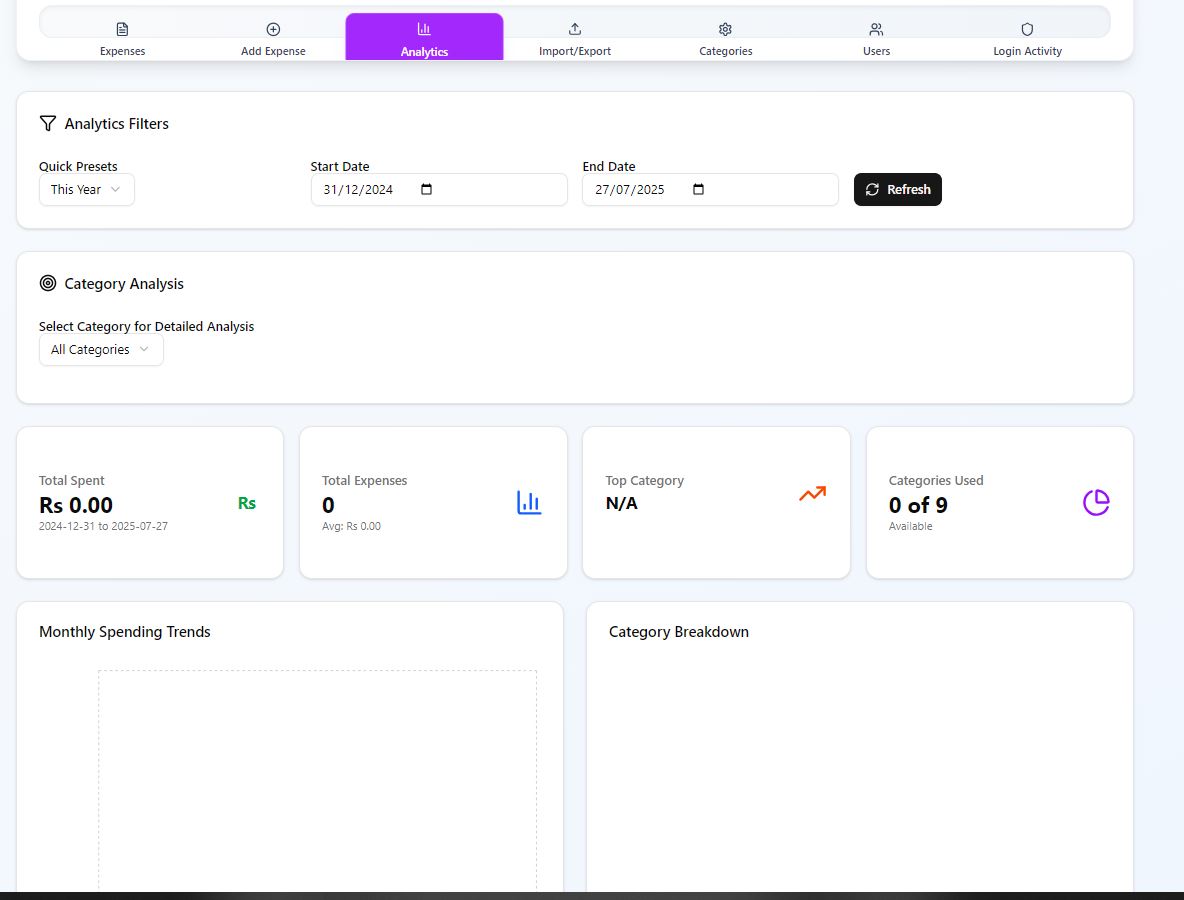 Expenses
Add Expense
Analytics
Import/Export
Categories
Users
Login Activity
Analytics Filters
Quick Presets
This Year
Start Date
31/12/2024
End Date
27/07/2025
Refresh
Category Analysis
Select Category for Detailed Analysis
All Categories
Total Spent
Rs 0.00
2024-12-31 to 2025-07-27
Rs
Total Expenses
0
Avg: Rs 0.00
Top Category
N/A
Categories Used
0 of 9
Available
Monthly Spending Trends
Category Breakdown